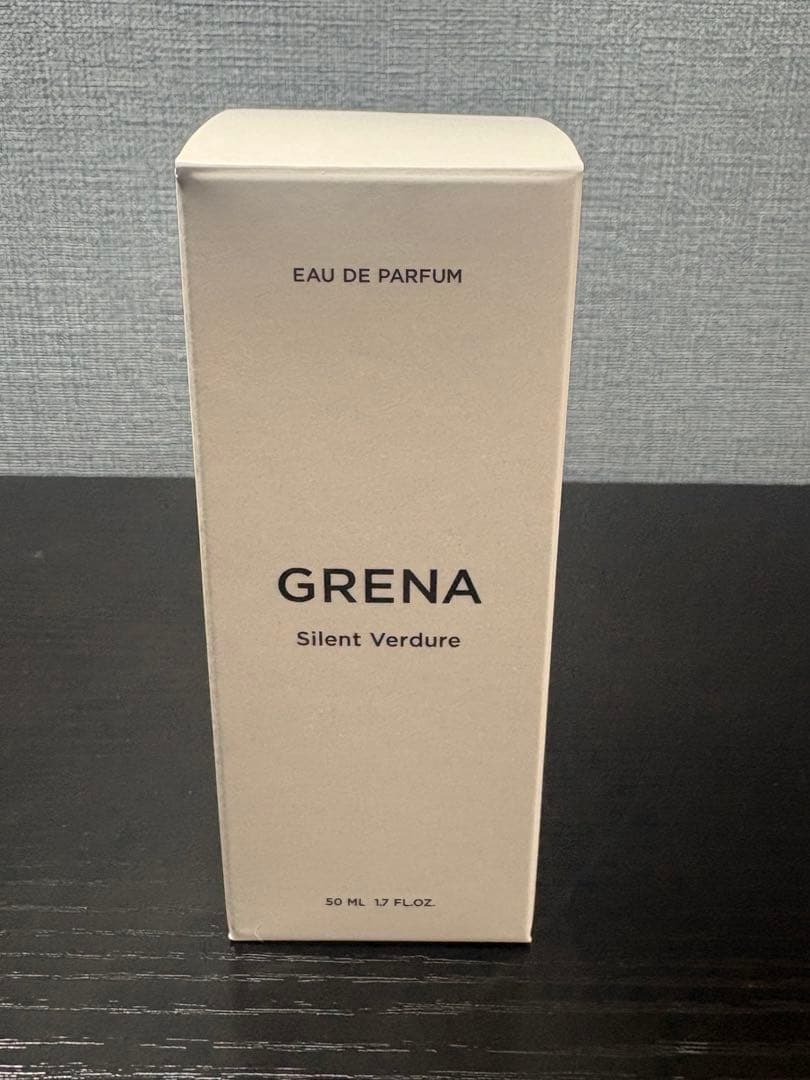 EAU DE PARFUM
GRENA
Silent Verdure
50 ML 1.7 FL.OZ.